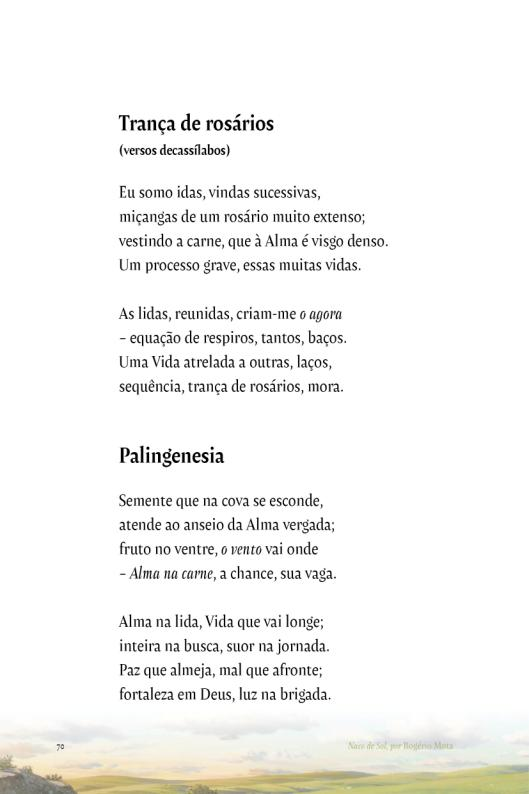 Trança de rosários
(versos decassílabos)
Eu somo idas, vindas sucessivas,
miçangas de um rosário muito extenso;
vestindo a carne, que à Alma é visgo denso.
Um processo grave, essas muitas vidas.
As lidas, reunidas, criam-me o agora
– equação de respiros, tantos, baços.
Uma Vida atrelada a outras, laços,
sequência, trança de rosários, mora.
Palingenesia
Semente que na cova se esconde,
atende ao anseio da Alma vergada;
fruto no ventre, o vento vai onde
– Alma na carne, a chance, sua vaga.
Alma na lida, Vida que vai longe;
inteira na busca, suor na jornada.
Paz que almeja, mal que afronte;
fortaleza em Deus, luz na brigada.
70 Naco de Sol, por Rogério Mota